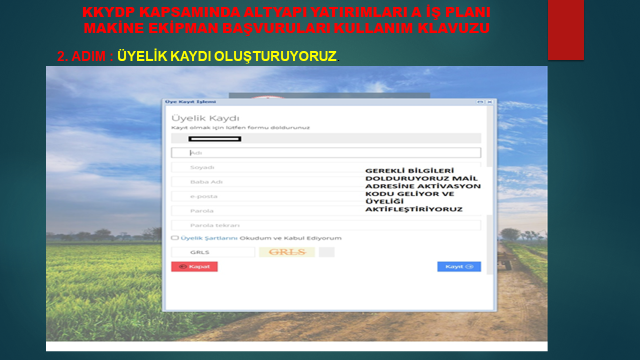 KKYDP KAPSAMINDA ALTYAPI YATIRIMLARI A İŞ PLANI
MAKİNE EKİPMAN BAŞVURULARI KULLANIM KLAVUZU
2. ADIM : ÜYELİK KAYDI OLUŞTURUYORUZ.
Üye Kayıt İşleme
Üyelik Kaydı
Kayıt olmak için lütfen formu doldurunuz
Adı
Soyadı
Baba Adı
e-posta
Parola
Parola tekrarı
GEREKLİ BİLGİLERİ
DOLDURUYORUZ MAİL
ADRESİNE AKTİVASYON
KODU GELİYOR VE
ÜYELİĞİ
AKTİFLEŞTİRİYORUZ
Üyelik Şartlarını Okudum ve Kabul Ediyorum
GRLS GRLS
Kapat Kayıt